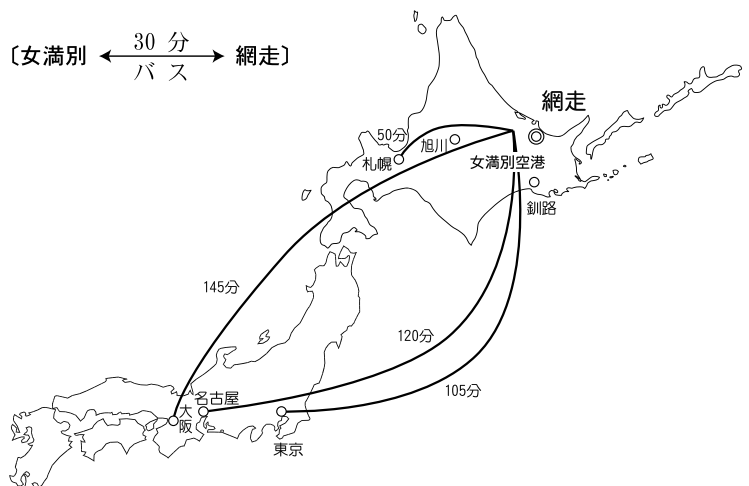 〔女満別 30 分 バ ス 網走〕
網走
50分
旭川
札幌
女満別空港
釧路
145分
120分
105分
名古屋
大阪
東京